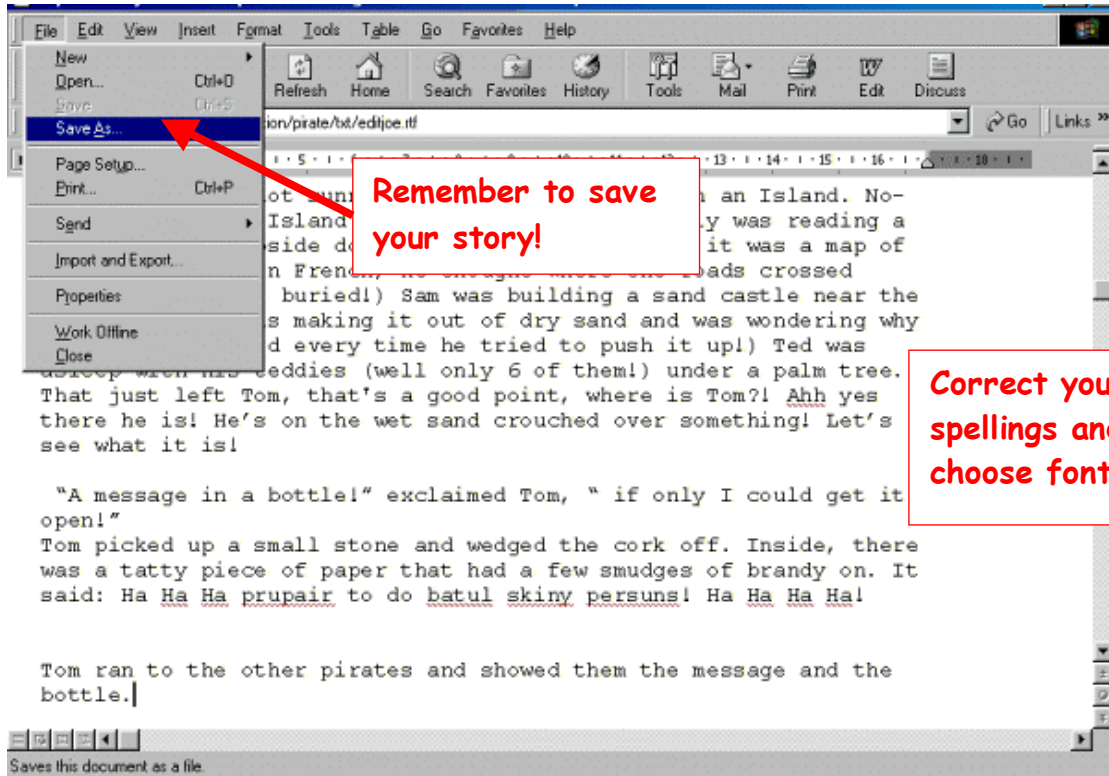 File Edit View Insert Format Tools Table Go Favorites Help
New
Open... Ctrl+O
Save Ctrl+S
Save As...
Page Setup...
Print... Ctrl+P
Send
Import and Export...
Properties
Work Offline
Close
Refresh Home Search Favorites History Tools Mail Print Edit Discuss
ion/pirate/txt/editjoe.rtf Go Links »
Remember to save
your story!
an Island. No-
Island was reading a
side it was a map of
n French, crossed
buried!) Sam was building a sand castle near the
s making it out of dry sand and was wondering why
d every time he tried to push it up!) Ted was
asleep with his teddies (well only 6 of them!) under a palm tree.
That just left Tom, that's a good point, where is Tom?! Ahh yes
there he is! He's on the wet sand crouched over something! Let's
see what it is!
Correct you
spellings an
choose font
"A message in a bottle!" exclaimed Tom, " if only I could get it
open!"
Tom picked up a small stone and wedged the cork off. Inside, there
was a tatty piece of paper that had a few smudges of brandy on. It
said: Ha Ha Ha prupair to do batul skiny persuns! Ha Ha Ha Ha!
Tom ran to the other pirates and showed them the message and the
bottle.
Saves this document as a file.